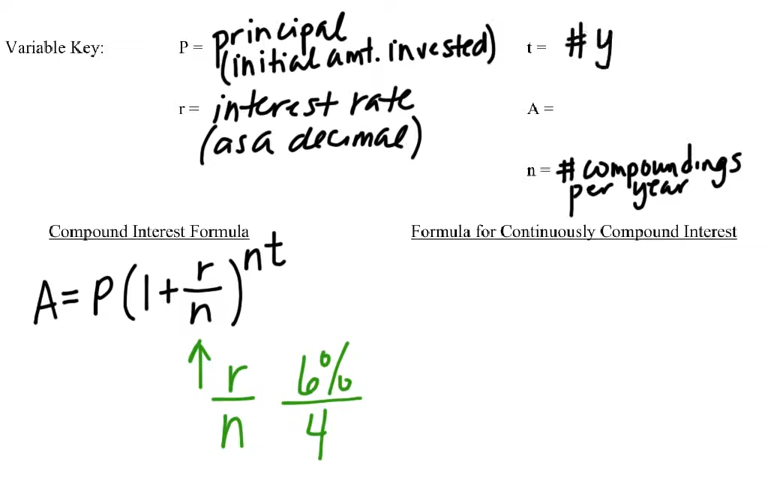 Variable Key: P = principal t = # y
(initial amt. invested)
r = interest rate A =
(as a decimal)
n = # compoundings
per year
Compound Interest Formula Formula for Continuously Compound Interest
A = P(1 + r/n)^nt
↑ r/n 6%/4